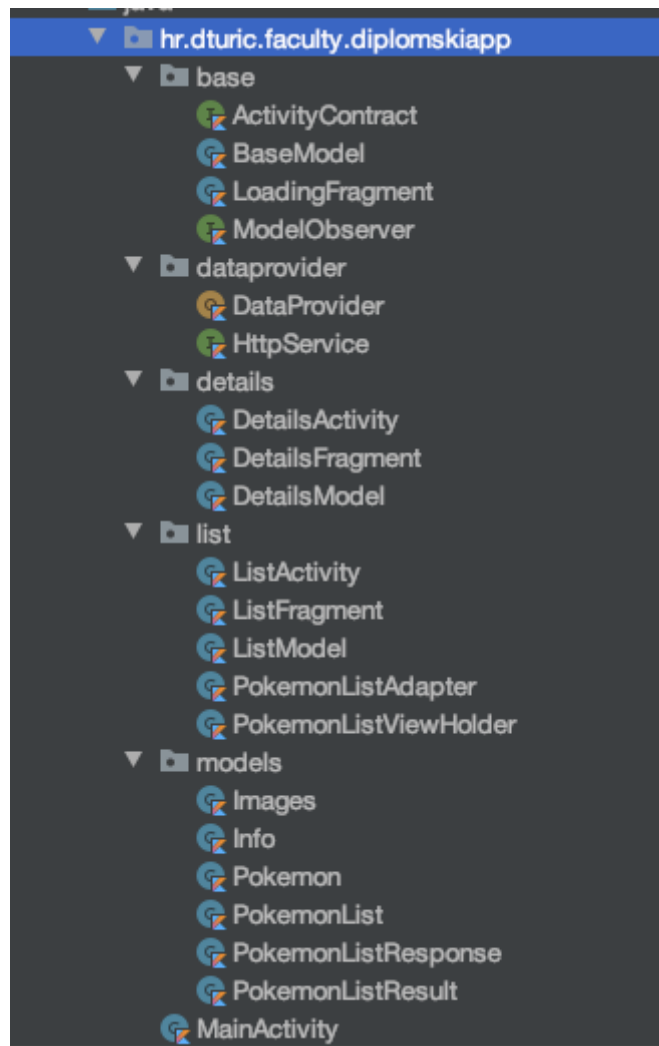 java
hr.dturic.faculty.diplomskiapp
base
ActivityContract
BaseModel
LoadingFragment
ModelObserver
dataprovider
DataProvider
HttpService
details
DetailsActivity
DetailsFragment
DetailsModel
list
ListActivity
ListFragment
ListModel
PokemonListAdapter
PokemonListViewHolder
models
Images
Info
Pokemon
PokemonList
PokemonListResponse
PokemonListResult
MainActivity